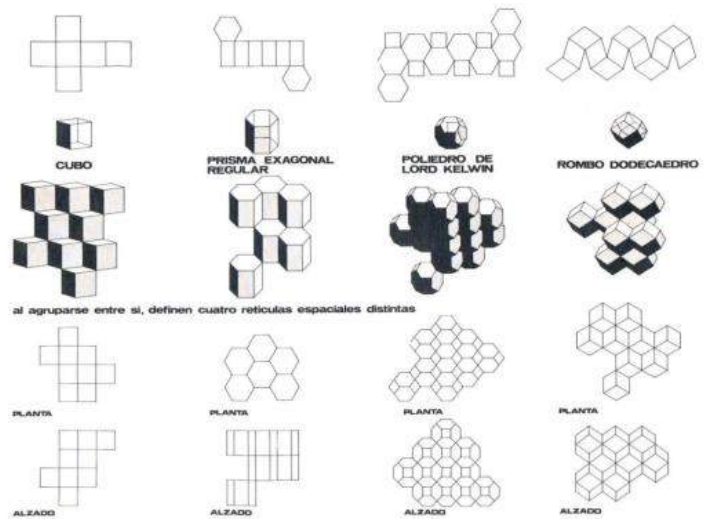 CUBO
PRISMA EXAGONAL
REGULAR
POLIEDRO DE
LORD KELWIN
ROMBO DODECAEDRO
al agruparse entre si, definen cuatro reticulas espaciales distintas
PLANTA
PLANTA
PLANTA
PLANTA
ALZADO
ALZADO
ALZADO
ALZADO